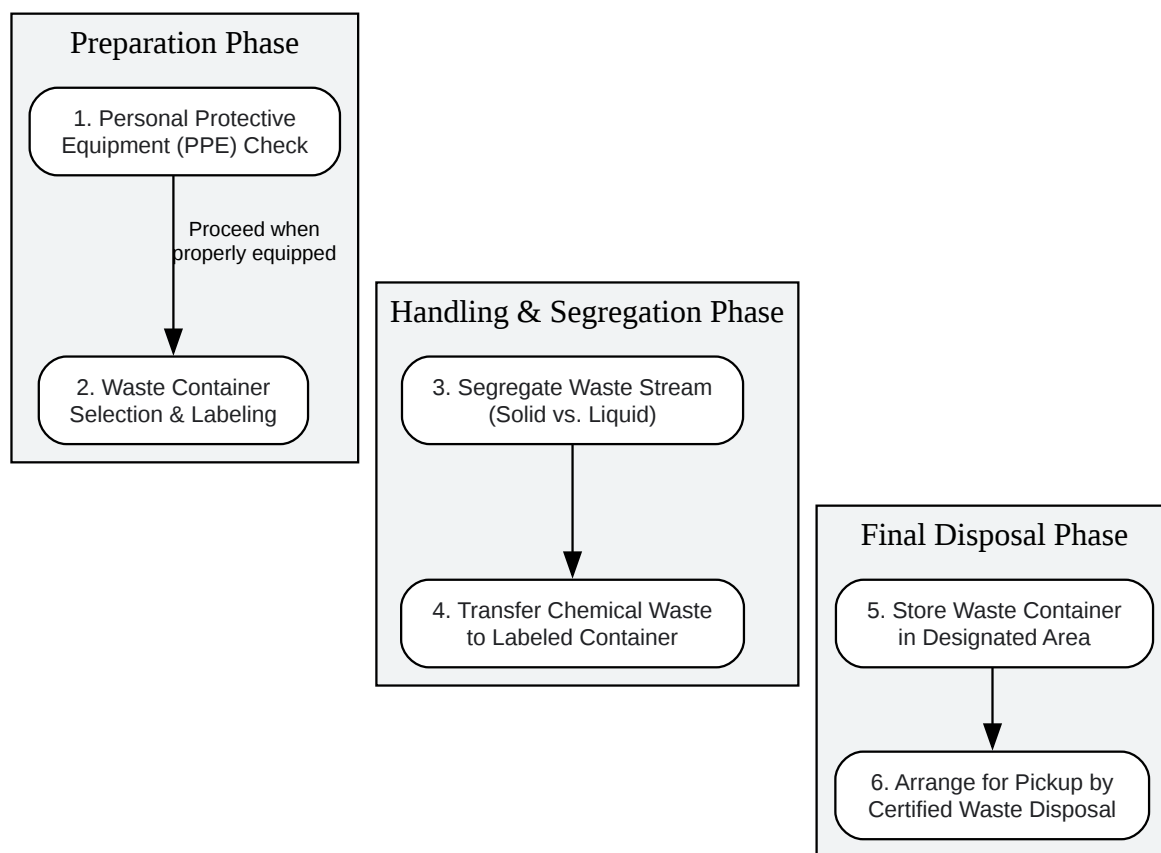 Preparation Phase
1. Personal Protective
Equipment (PPE) Check
Proceed when
properly equipped
2. Waste Container
Selection & Labeling
Handling & Segregation Phase
3. Segregate Waste Stream
(Solid vs. Liquid)
4. Transfer Chemical Waste
to Labeled Container
Final Disposal Phase
5. Store Waste Container
in Designated Area
6. Arrange for Pickup by
Certified Waste Disposal